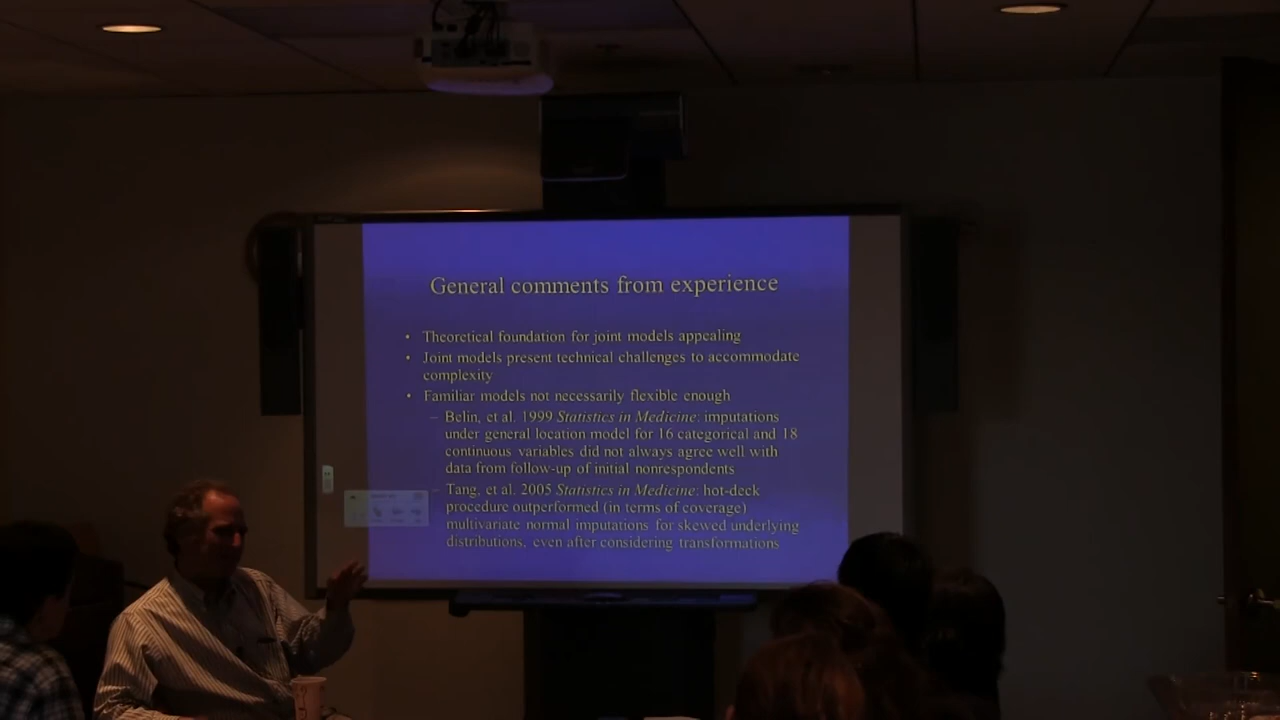 General comments from experience
• Theoretical foundation for joint models appealing
• Joint models present technical challenges to accommodate
complexity
• Familiar models not necessarily flexible enough
– Belin, et al. 1999 Statistics in Medicine: imputations
under general location model for 16 categorical and 18
continuous variables did not always agree well with
data from follow-up of initial nonrespondents
– Tang, et al. 2005 Statistics in Medicine: hot-deck
procedure outperformed (in terms of coverage)
multivariate normal imputations for skewed underlying
distributions, even after considering transformations